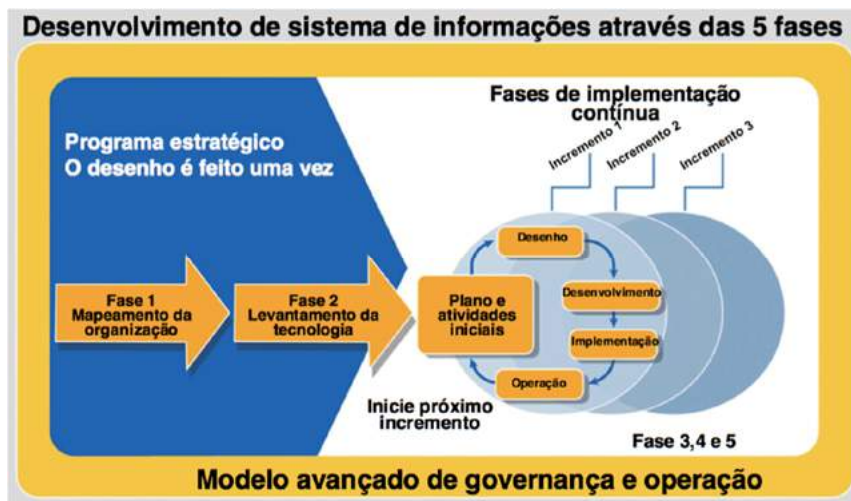 Desenvolvimento de sistema de informações através das 5 fases
Programa estratégico
O desenho é feito uma vez
Fases de implementação
contínua
Incremento 1
Incremento 2
Incremento 3
Fase 1
Mapeamento da
organização
Fase 2
Levantamento da
tecnologia
Plano e
atividades
iniciais
Desenho
Desenvolvimento
Implementação
Operação
Inicie próximo
incremento
Fase 3,4 e 5
Modelo avançado de governança e operação